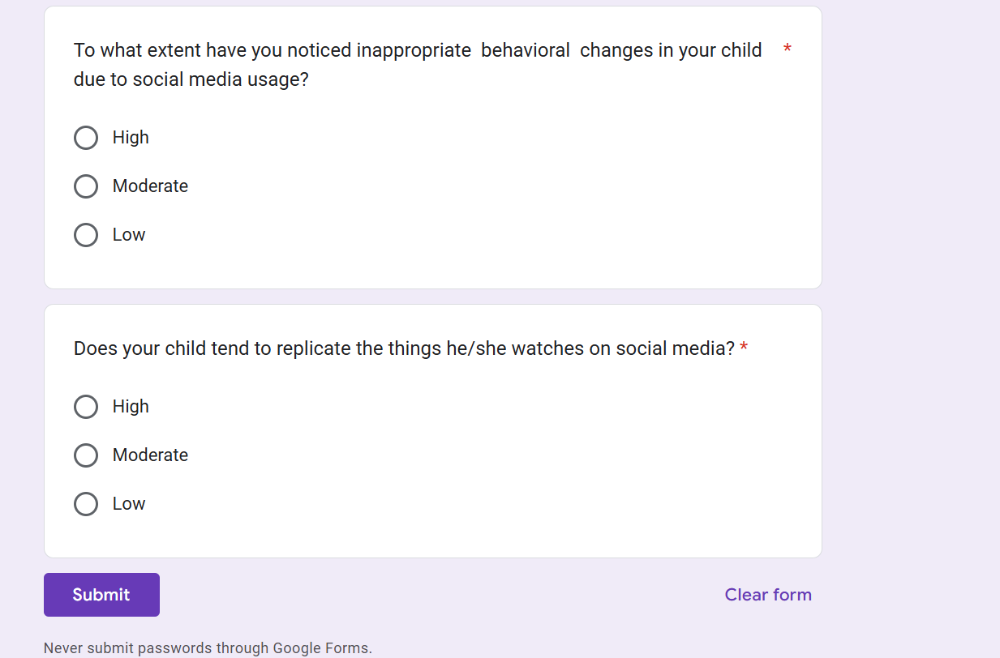 To what extent have you noticed inappropriate  behavioral  changes in your child *
due to social media usage?
High
Moderate
Low
Does your child tend to replicate the things he/she watches on social media? *
High
Moderate
Low
Submit
Clear form
Never submit passwords through Google Forms.